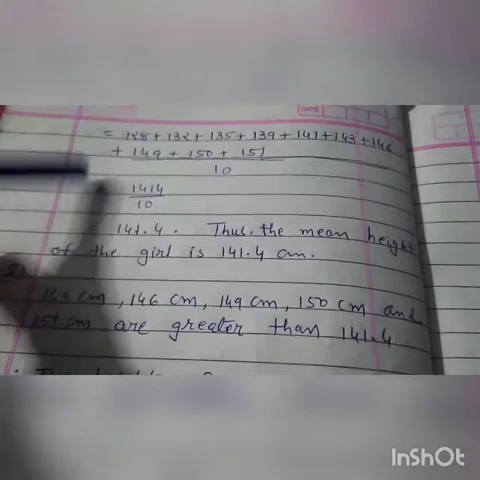 DATE
= 128 + 132 + 135 + 139 + 141 + 143 + 146
+ 149 + 150 + 151
10
1414
10
= 141.4. Thus, the mean height
of the girl is 141.4 cm.
143 cm, 146 cm, 149 cm, 150 cm and
151 cm are greater than 141.4
InShOt